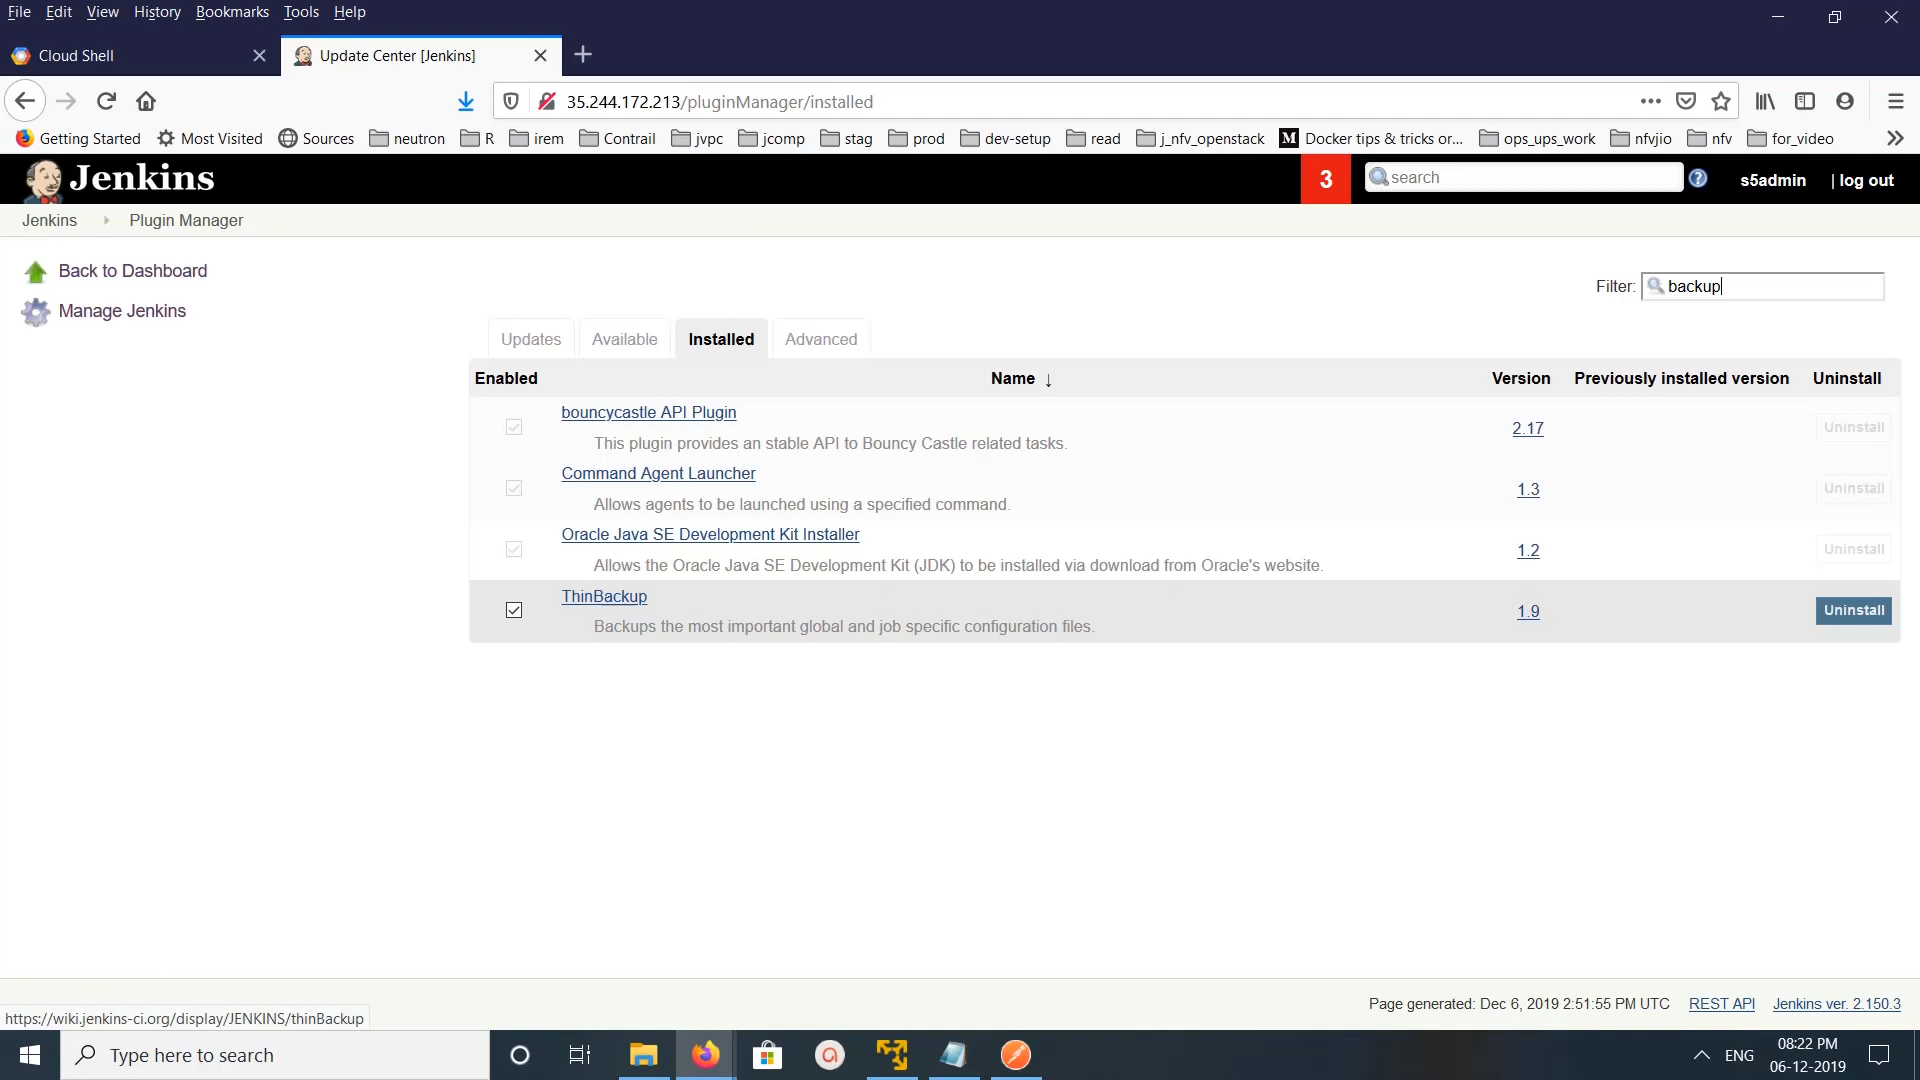 File Edit View History Bookmarks Tools Help
Cloud Shell
Update Center [Jenkins]
35.244.172.213/pluginManager/installed
Getting Started Most Visited Sources neutron R irem Contrail jvpc jcomp stag prod dev-setup read j_nfv_openstack M Docker tips & tricks or... ops_ups_work nfvjio nfv for_video
Jenkins 3 search ? s5admin | log out
Jenkins Plugin Manager
Back to Dashboard
Manage Jenkins
Filter: backup
Updates Available Installed Advanced
Enabled Name ↓ Version Previously installed version Uninstall
bouncycastle API Plugin
This plugin provides an stable API to Bouncy Castle related tasks.
2.17 Uninstall
Command Agent Launcher
Allows agents to be launched using a specified command.
1.3 Uninstall
Oracle Java SE Development Kit Installer
Allows the Oracle Java SE Development Kit (JDK) to be installed via download from Oracle's website.
1.2 Uninstall
ThinBackup
Backups the most important global and job specific configuration files.
1.9 Uninstall
Page generated: Dec 6, 2019 2:51:55 PM UTC REST API Jenkins ver. 2.150.3
https://wiki.jenkins-ci.org/display/JENKINS/thinBackup
Type here to search
ENG
08:22 PM
06-12-2019